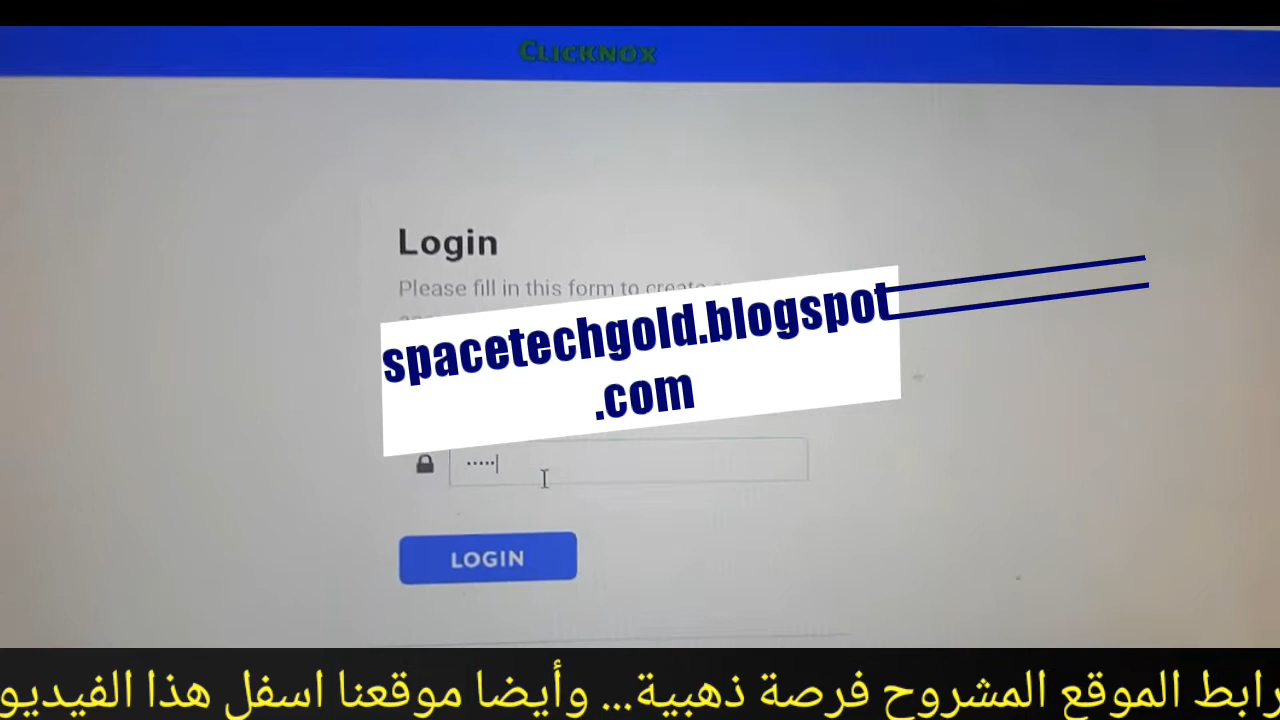 Clicknox
Login
Please fill in this form to create
spacetechgold.blogspot
.com
LOGIN
رابط الموقع المشروح فرصة ذهبية... وأيضا موقعنا اسفل هذا الفيديو